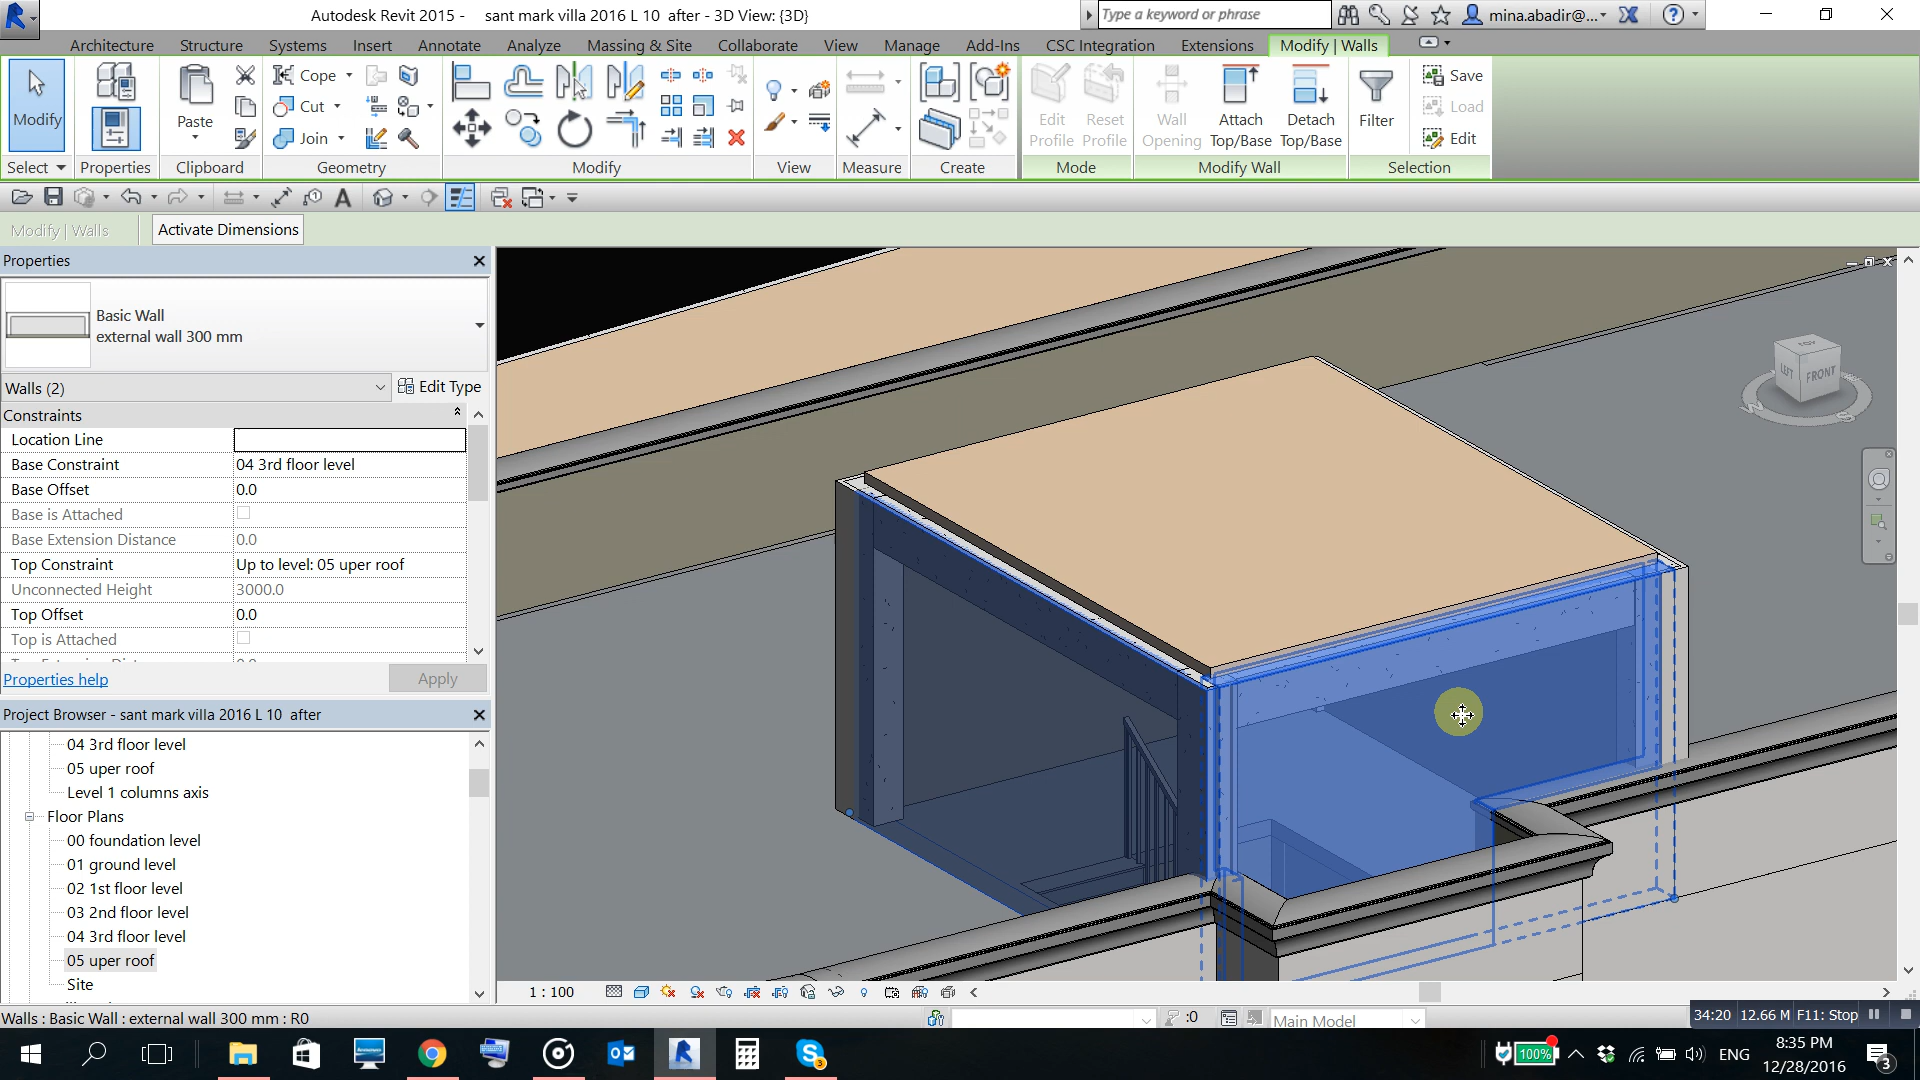 Autodesk Revit 2015 - sant mark villa 2016 L 10 after - 3D View: {3D}
Type a keyword or phrase
mina.abadir@...
Architecture Structure Systems Insert Annotate Analyze Massing & Site Collaborate View Manage Add-Ins CSC Integration Extensions Modify | Walls
Modify
Paste
Cope
Cut
Join
Edit Profile
Reset Profile
Wall Opening
Attach Top/Base
Detach Top/Base
Filter
Save
Load
Edit
Select Properties Clipboard Geometry Modify View Measure Create Mode Modify Wall Selection
Modify | Walls
Activate Dimensions
Properties
Basic Wall
external wall 300 mm
Walls (2)
Edit Type
Constraints
Location Line
Base Constraint 04 3rd floor level
Base Offset 0.0
Base is Attached
Base Extension Distance 0.0
Top Constraint Up to level: 05 uper roof
Unconnected Height 3000.0
Top Offset 0.0
Top is Attached
Properties help
Apply
Project Browser - sant mark villa 2016 L 10 after
04 3rd floor level
05 uper roof
Level 1 columns axis
Floor Plans
00 foundation level
01 ground level
02 1st floor level
03 2nd floor level
04 3rd floor level
05 uper roof
Site
TOP
LEFT
FRONT
W
S
1 : 100
Walls : Basic Wall : external wall 300 mm : R0
:0
Main Model
34:20 12.66 M F11: Stop
100%
ENG
8:35 PM
12/28/2016
3
3